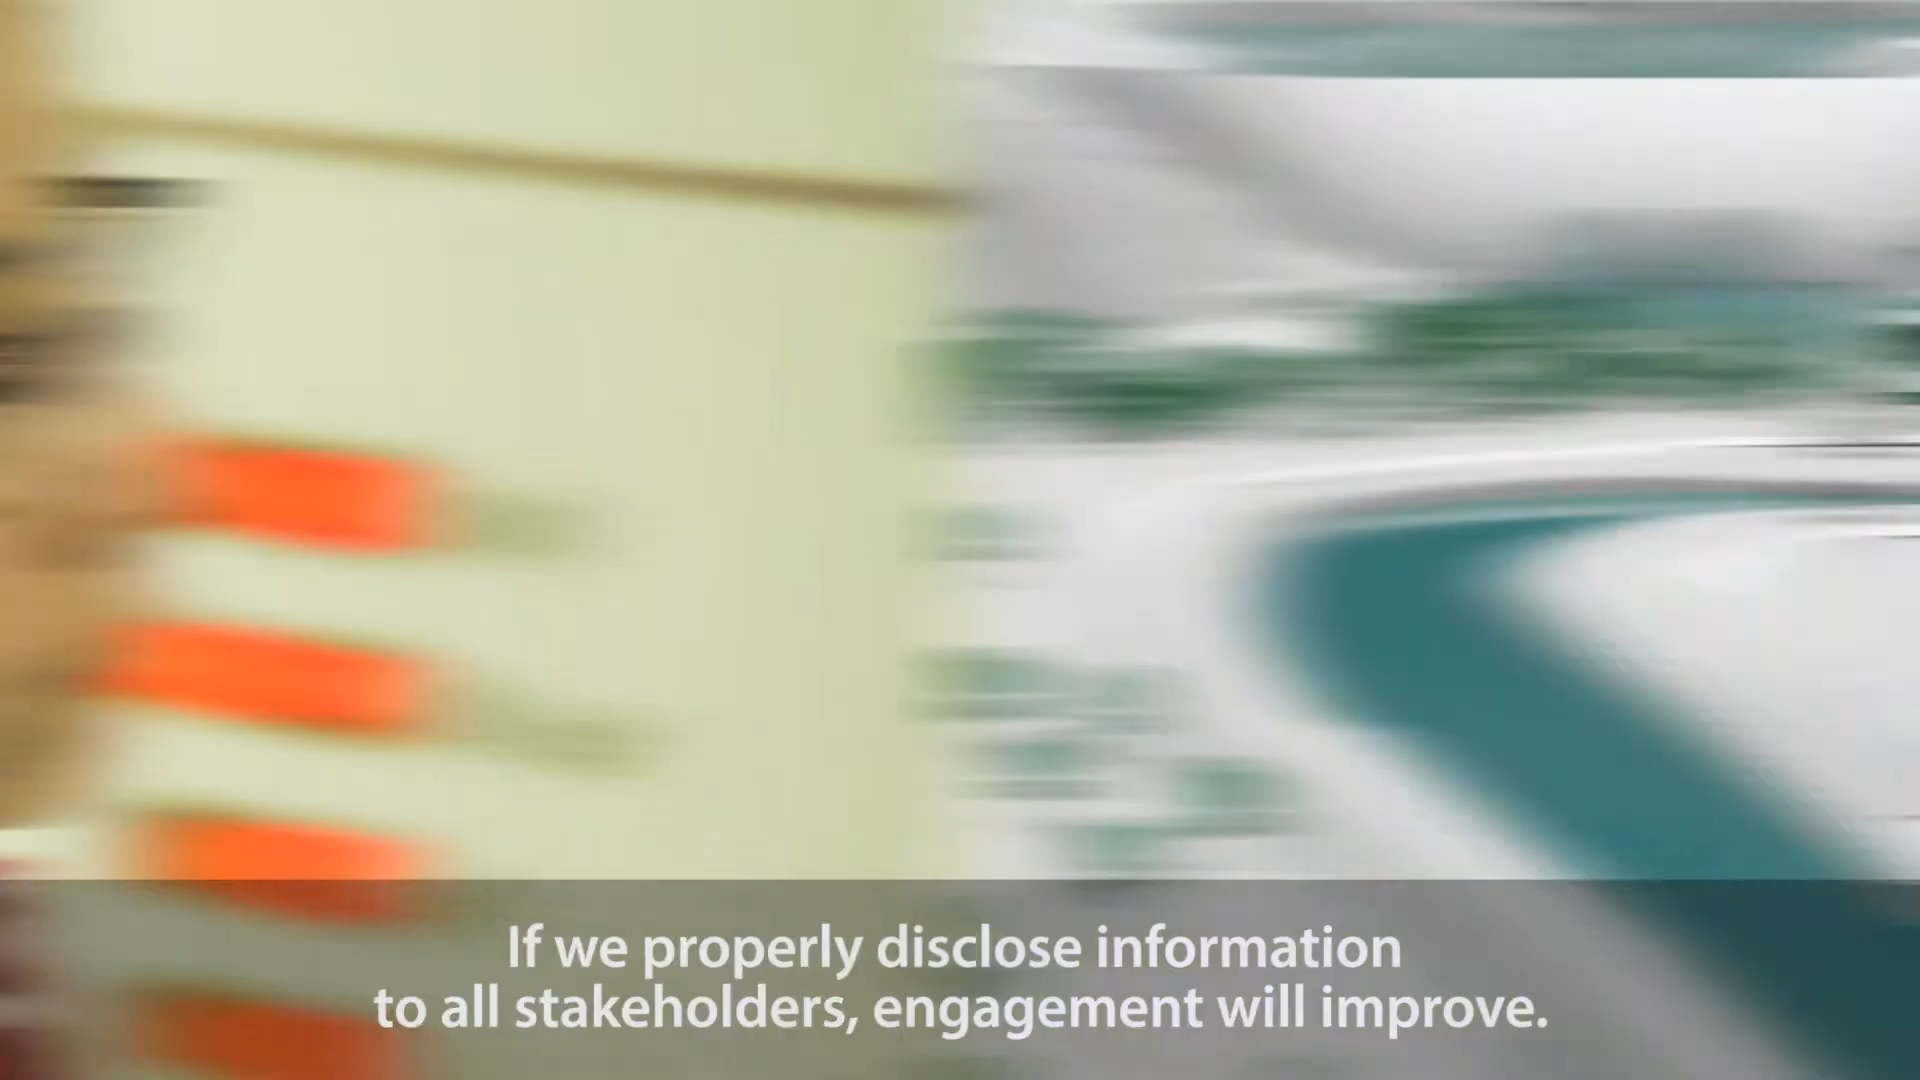 If we properly disclose information
to all stakeholders, engagement will improve.